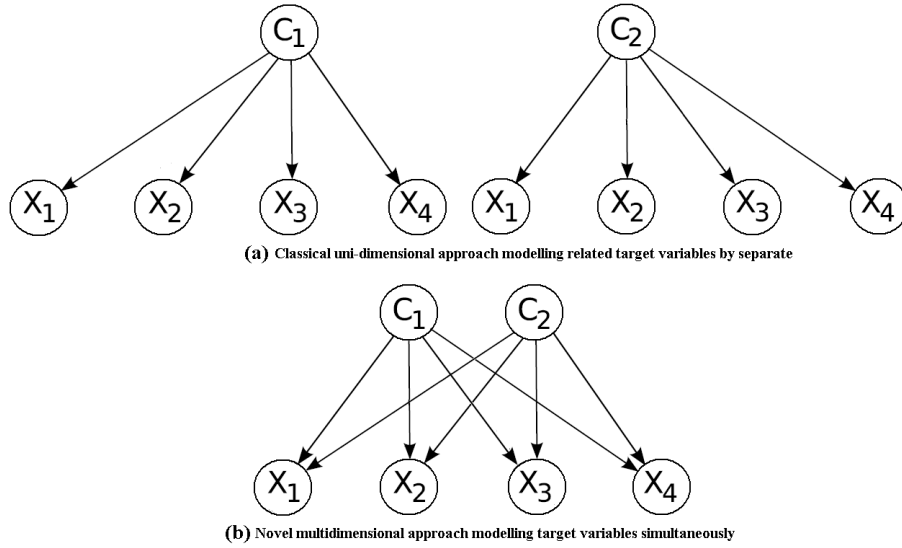 C1 C2
X1 X2 X3 X4 X1 X2 X3 X4
(a) Classical uni-dimensional approach modelling related target variables by separate
C1 C2
X1 X2 X3 X4
(b) Novel multidimensional approach modelling target variables simultaneously